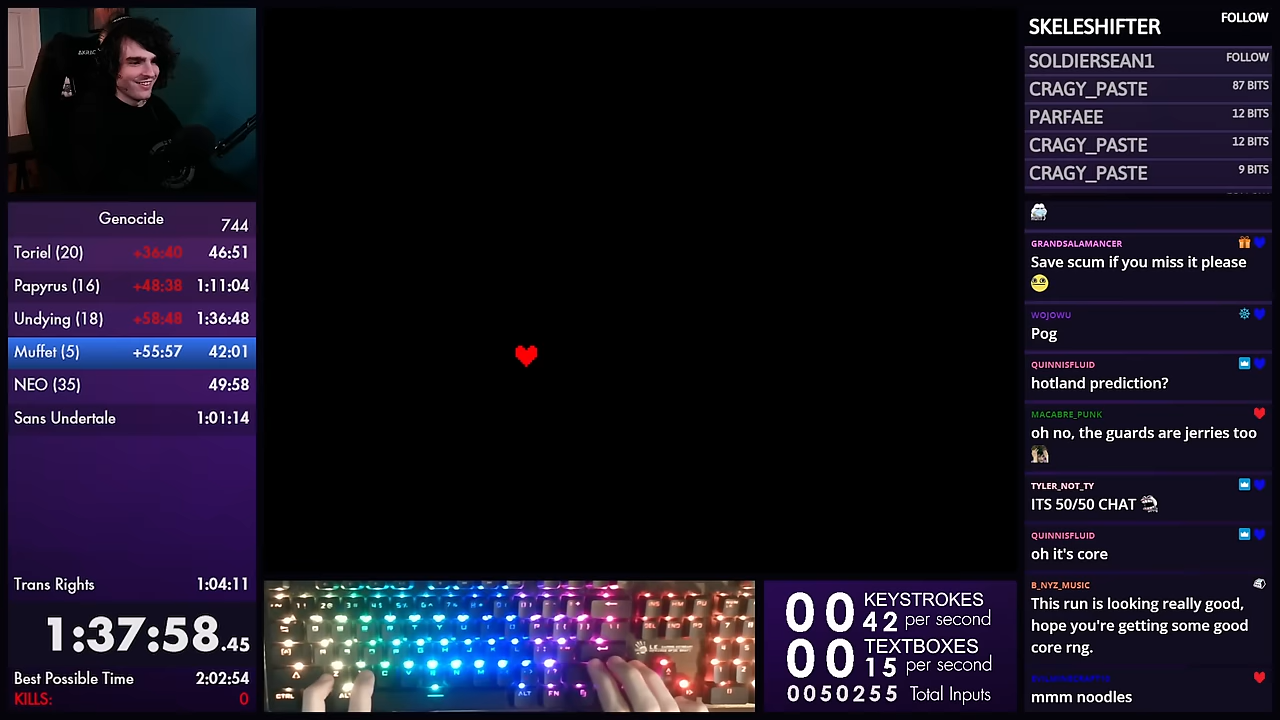 Genocide
744
Toriel (20) +36:40 46:51
Papyrus (16) +48:38 1:11:04
Undying (18) +58:48 1:36:48
Muffet (5) +55:57 42:01
NEO (35) 49:58
Sans Undertale 1:01:14
Trans Rights 1:04:11
1:37:58.45
Best Possible Time 2:02:54
KILLS: 0
00 42 KEYSTROKES per second
00 15 TEXTBOXES per second
0050255 Total Inputs
SKELESHIFTER FOLLOW
SOLDIERSEAN1 FOLLOW
CRAGY_PASTE 87 BITS
PARFAEE 12 BITS
CRAGY_PASTE 12 BITS
CRAGY_PASTE 9 BITS
GRANDSALAMANCER
Save scum if you miss it please
WOJOWU
Pog
QUINNISFLUID
hotland prediction?
MACABRE_PUNK
oh no, the guards are jerries too
TYLER_NOT_TY
ITS 50/50 CHAT
QUINNISFLUID
oh it's core
B_NYZ_MUSIC
This run is looking really good,
hope you're getting some good
core rng.
mmm noodles